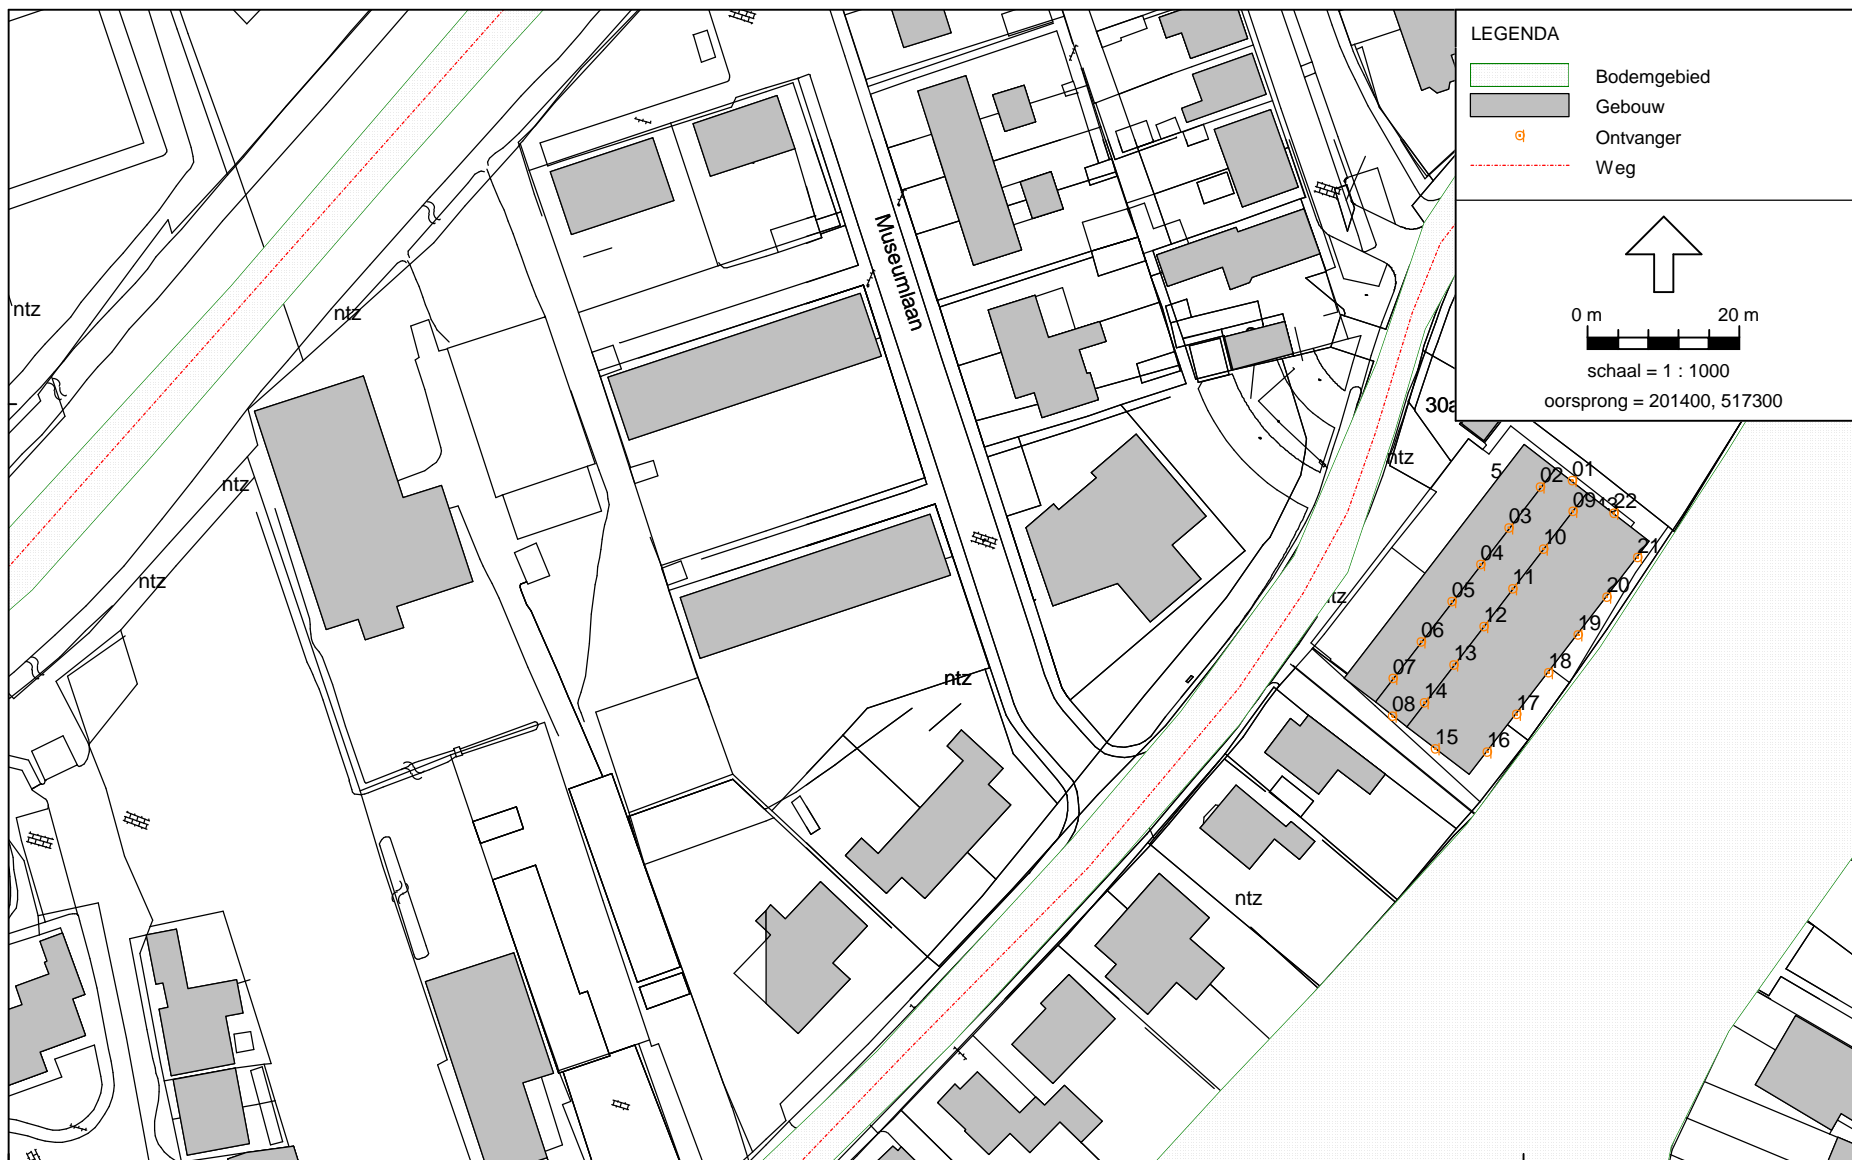 LEGENDA
Bodemgebied
Gebouw
Ontvanger
Weg
0 m 20 m
schaal = 1 : 1000
oorsprong = 201400, 517300
Museumlaan
ntz
ntz
ntz
ntz
ntz
ntz
ntz
30a
5
01
02
09
22
03
10
21
04
11
20
05
12
19
06
13
18
07
14
17
08
15
16